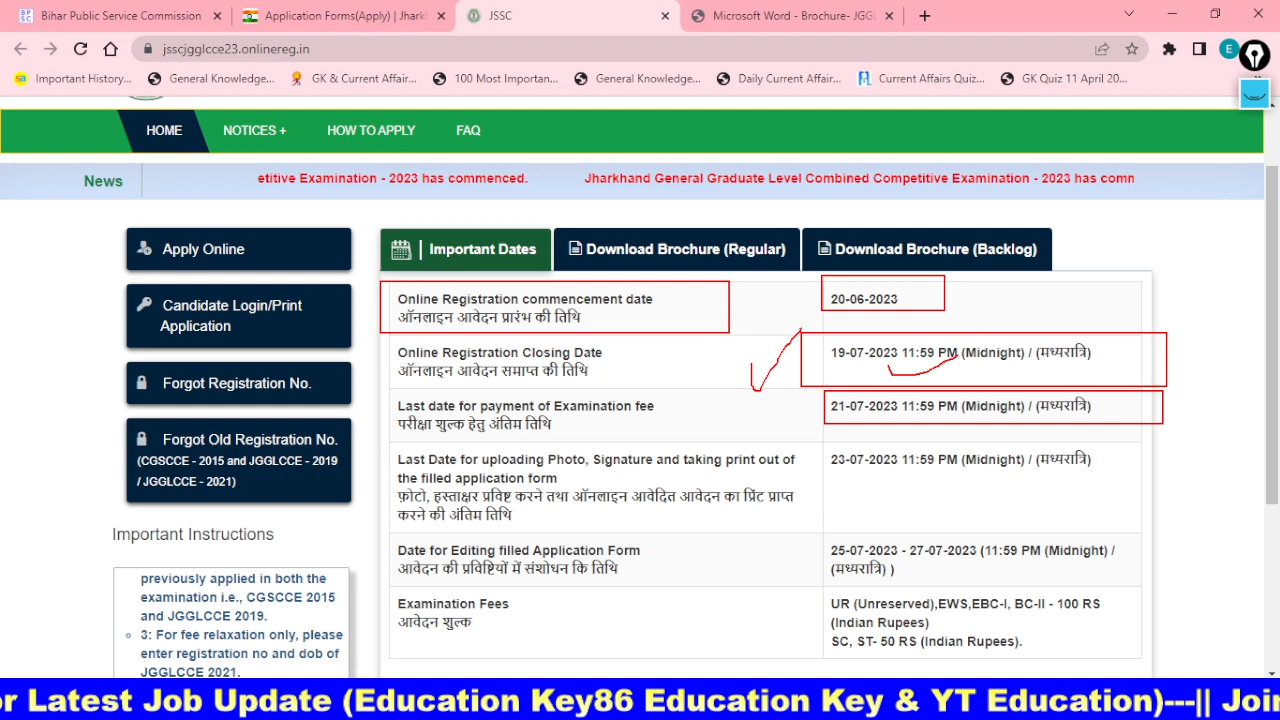 Bihar Public Service Commission
Application Forms(Apply) | Jharkh
JSSC
Microsoft Word - Brochure- JGGL
jsscjgglcce23.onlinereg.in
E
Important History...
General Knowledge...
GK & Current Affair...
100 Most Importan...
General Knowledge...
Daily Current Affair...
Current Affairs Quiz...
GK Quiz 11 April 20...
HOME
NOTICES +
HOW TO APPLY
FAQ
News
etitive Examination - 2023 has commenced.
Jharkhand General Graduate Level Combined Competitive Examination - 2023 has comm
Apply Online
Candidate Login/Print
Application
Forgot Registration No.
Forgot Old Registration No.
(CGSCCE - 2015 and JGGLCCE - 2019
/ JGGLCCE - 2021)
Important Instructions
previously applied in both the
examination i.e., CGSCCE 2015
and JGGLCCE 2019.
3: For fee relaxation only, please
enter registration no and dob of
JGGLCCE 2021.
Important Dates
Download Brochure (Regular)
Download Brochure (Backlog)
Online Registration commencement date
ऑनलाइन आवेदन प्रारंभ की तिथि
20-06-2023
Online Registration Closing Date
ऑनलाइन आवेदन समाप्त की तिथि
19-07-2023 11:59 PM (Midnight) / (मध्यरात्रि)
Last date for payment of Examination fee
परीक्षा शुल्क हेतु अंतिम तिथि
21-07-2023 11:59 PM (Midnight) / (मध्यरात्रि)
Last Date for uploading Photo, Signature and taking print out of
the filled application form
फ़ोटो, हस्ताक्षर प्रविष्ट करने तथा ऑनलाइन आवेदित आवेदन का प्रिंट प्राप्त
करने की अंतिम तिथि
23-07-2023 11:59 PM (Midnight) / (मध्यरात्रि)
Date for Editing filled Application Form
आवेदन की प्रविष्टियों में संशोधन कि तिथि
25-07-2023 - 27-07-2023 (11:59 PM (Midnight) /
(मध्यरात्रि) )
Examination Fees
आवेदन शुल्क
UR (Unreserved),EWS,EBC-I, BC-II - 100 RS
(Indian Rupees)
SC, ST- 50 RS (Indian Rupees).
or Latest Job Update (Education Key86 Education Key & YT Education)---|| Joi